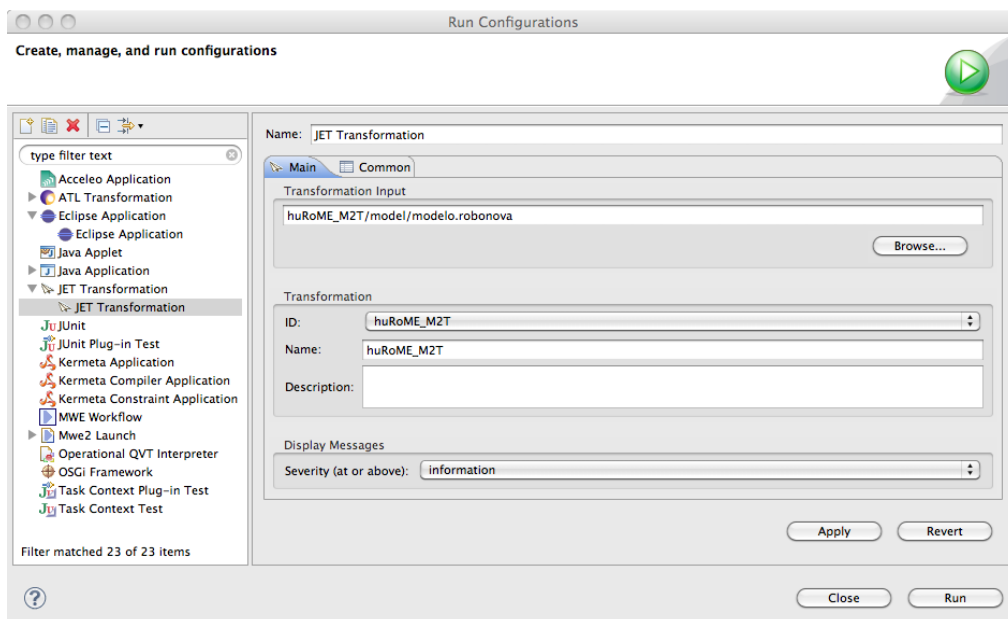 Run Configurations
Create, manage, and run configurations
type filter text
Acceleo Application
ATL Transformation
Eclipse Application
Eclipse Application
Java Applet
Java Application
JET Transformation
JET Transformation
JUnit
JUnit Plug-in Test
Kermeta Application
Kermeta Compiler Application
Kermeta Constraint Application
MWE Workflow
Mwe2 Launch
Operational QVT Interpreter
OSGi Framework
Task Context Plug-in Test
Task Context Test
Filter matched 23 of 23 items
Name: JET Transformation
Main Common
Transformation Input
huRoME_M2T/model/modelo.robonova
Browse...
Transformation
ID: huRoME_M2T
Name: huRoME_M2T
Description:
Display Messages
Severity (at or above): information
Apply Revert
Close Run